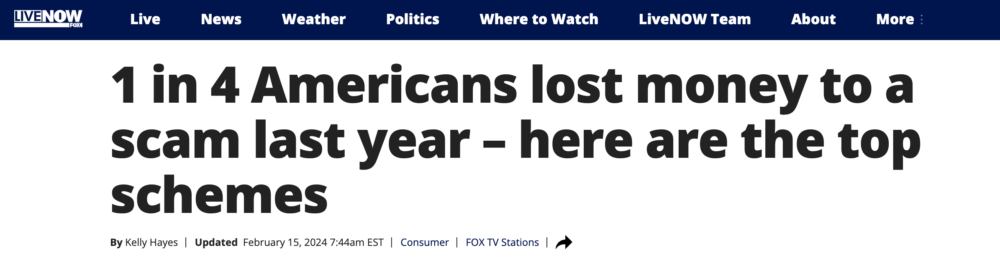 LIVENOW
FOX
Live News Weather Politics Where to Watch LiveNOW Team About More
1 in 4 Americans lost money to a
scam last year – here are the top
schemes
By Kelly Hayes | Updated February 15, 2024 7:44am EST | Consumer | FOX TV Stations |